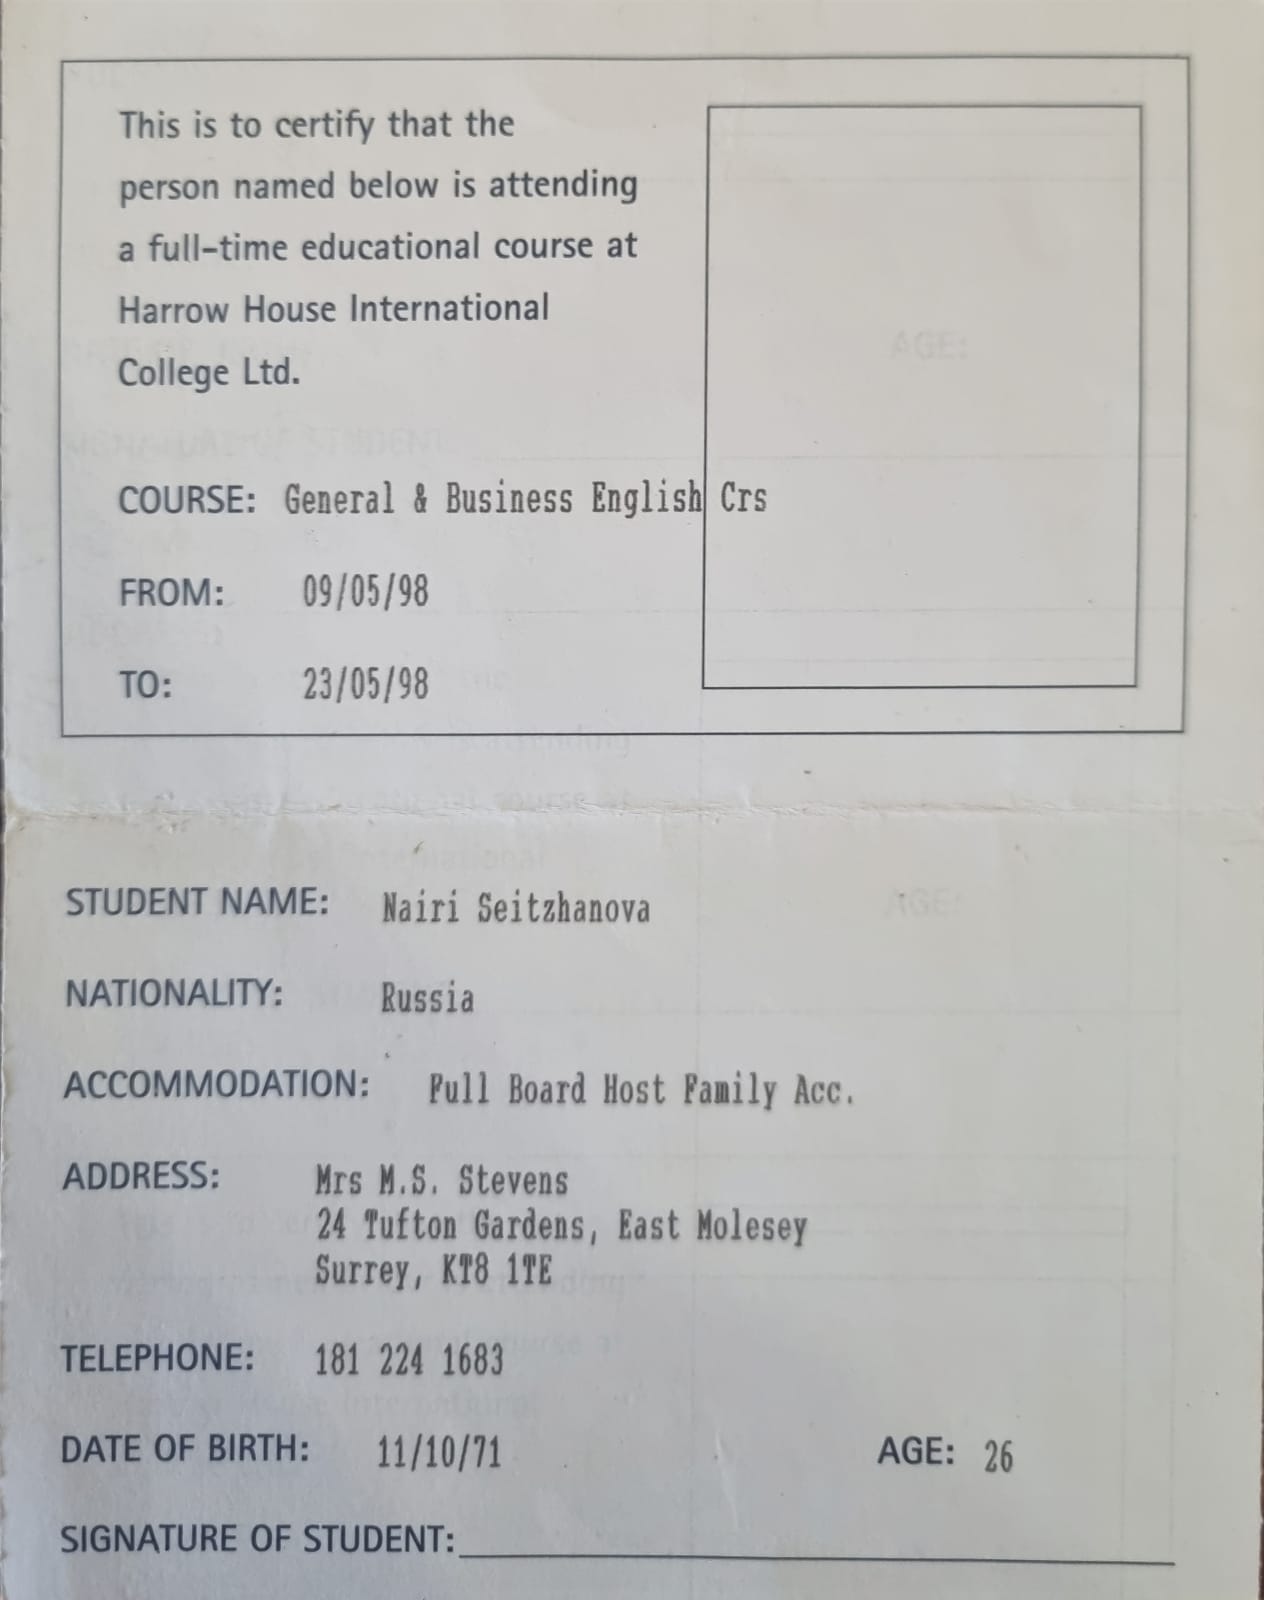 This is to certify that the
person named below is attending
a full-time educational course at
Harrow House International
College Ltd.
COURSE: General & Business English Crs
FROM: 09/05/98
TO: 23/05/98
STUDENT NAME: Nairi Seitzhanova
NATIONALITY: Russia
ACCOMMODATION: Full Board Host Family Acc.
ADDRESS: Mrs M.S. Stevens
24 Tufton Gardens, East Molesey
Surrey, KT8 1TE
TELEPHONE: 181 224 1683
DATE OF BIRTH: 11/10/71 AGE: 26
SIGNATURE OF STUDENT: